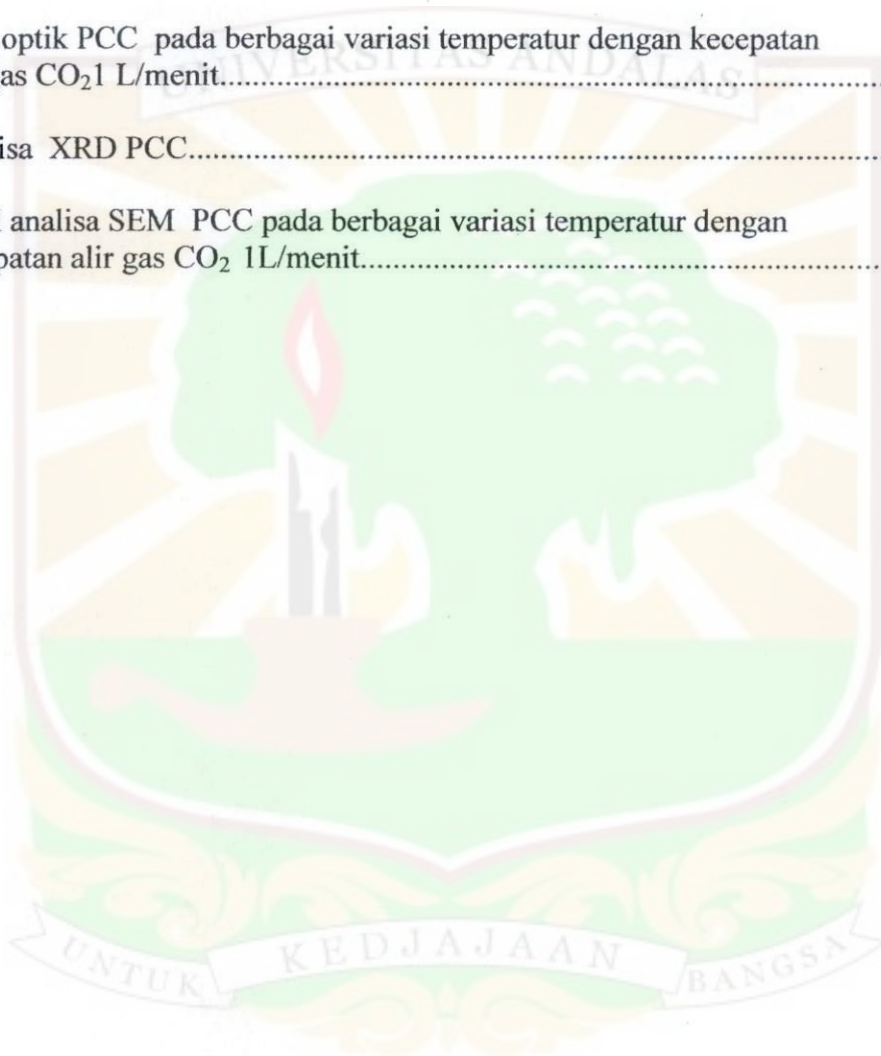 optik PCC pada berbagai variasi temperatur dengan kecepatan
as CO₂1 L/menit.....................................................................................
isa XRD PCC.........................................................................................
analisa SEM PCC pada berbagai variasi temperatur dengan
patan alir gas CO₂ 1L/menit...................................................................
UNIVERSITAS ANDALAS
UNTUK KEDJAJAAN BANGSA